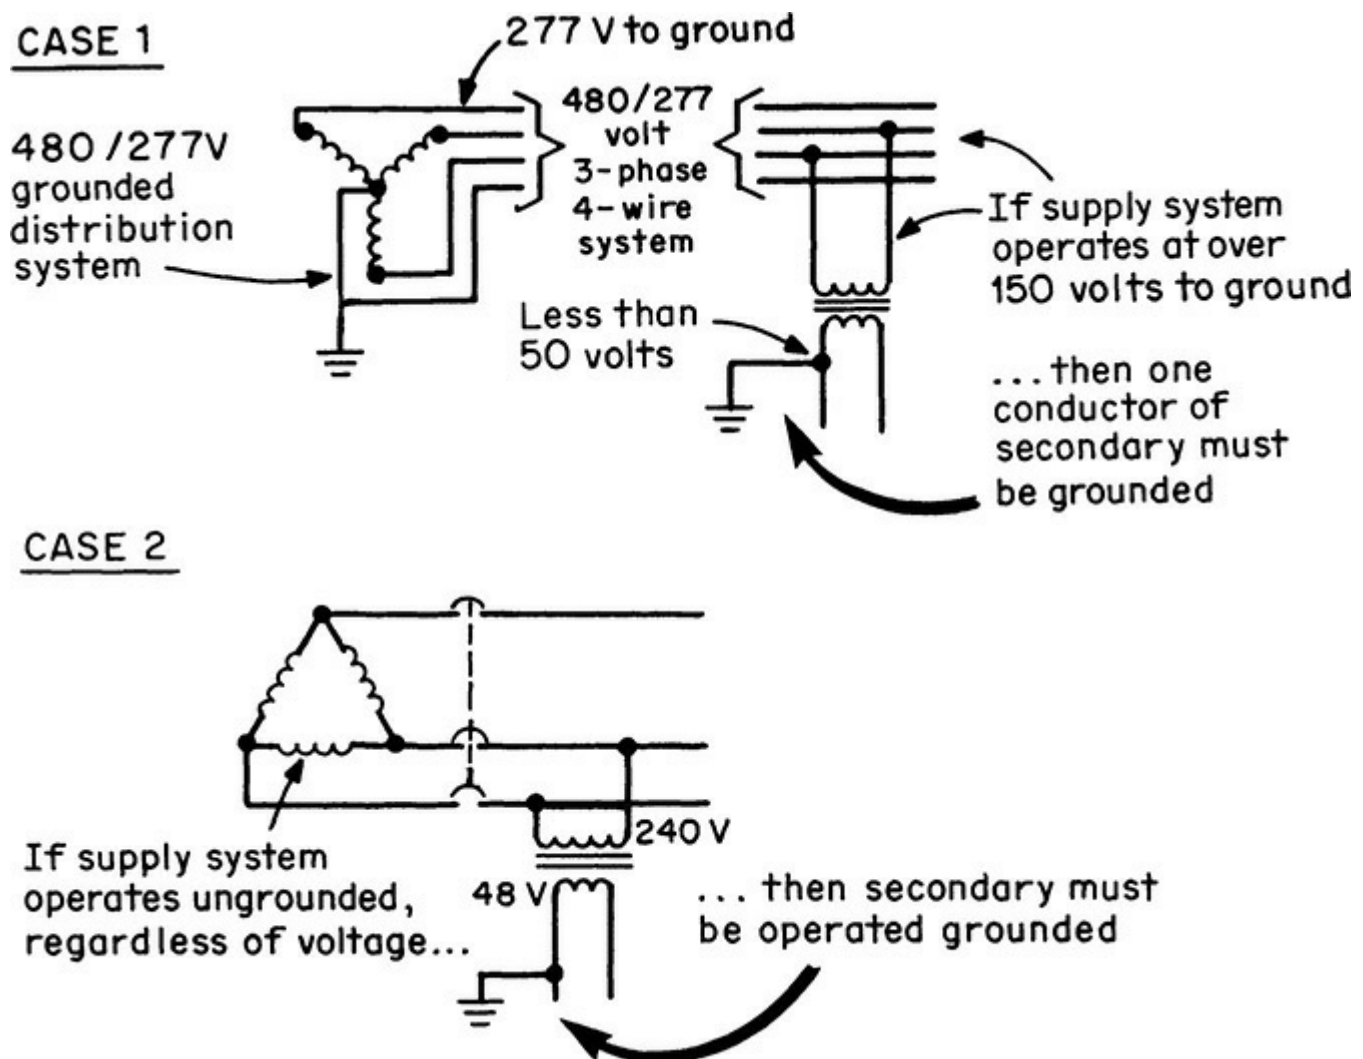 CASE 1
277 V to ground
480/277V
grounded
distribution
system
480/277
volt
3-phase
4-wire
system
If supply system
operates at over
150 volts to ground
Less than
50 volts
... then one
conductor of
secondary must
be grounded
CASE 2
240 V
48 V
If supply system
operates ungrounded,
regardless of voltage...
... then secondary must
be operated grounded